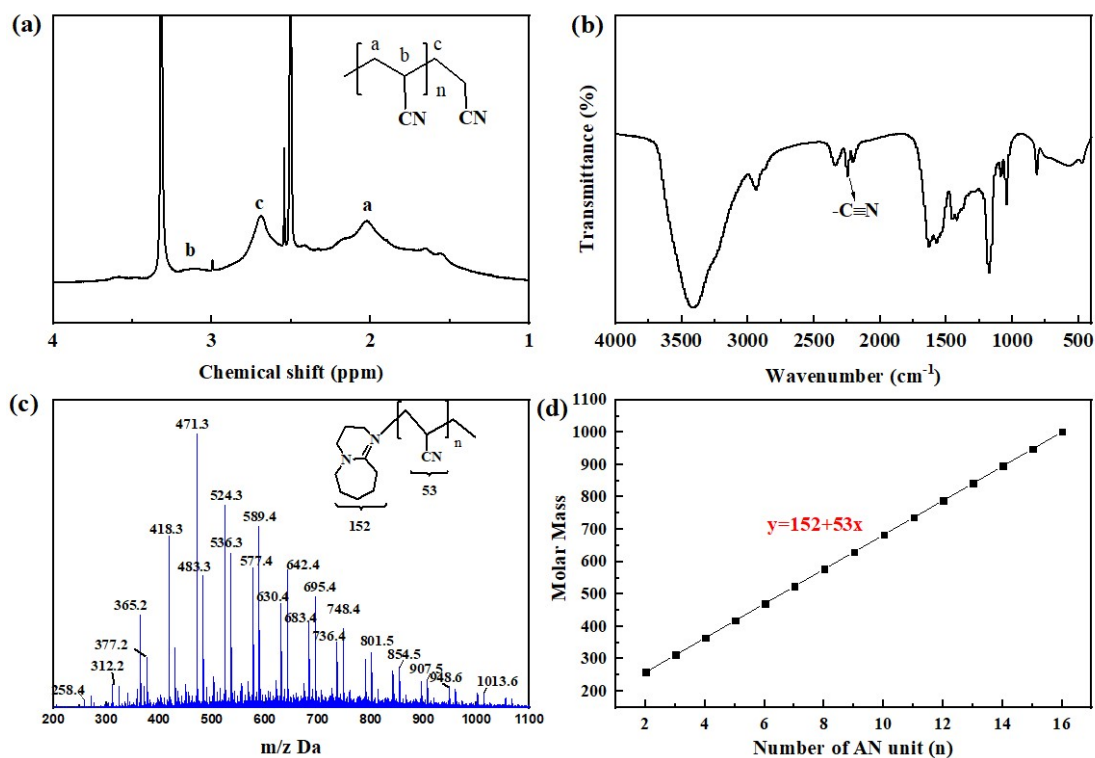 (a)
a
b
c
n
CN
CN
b
c
a
4
3
2
1
Chemical shift (ppm)
(b)
Transmittance (%)
-C≡N
4000
3500
3000
2500
2000
1500
1000
500
Wavenumber (cm⁻¹)
(c)
471.3
524.3
589.4
418.3
536.3
483.3
577.4
642.4
630.4
695.4
365.2
683.4
748.4
377.2
736.4
801.5
312.2
854.5
907.5
258.4
948.6
1013.6
N
N
CN
n
53
152
200
300
400
500
600
700
800
900
1000
1100
m/z Da
(d)
Molar Mass
1000
900
800
700
600
500
400
300
200
y=152+53x
2
4
6
8
10
12
14
16
Number of AN unit (n)